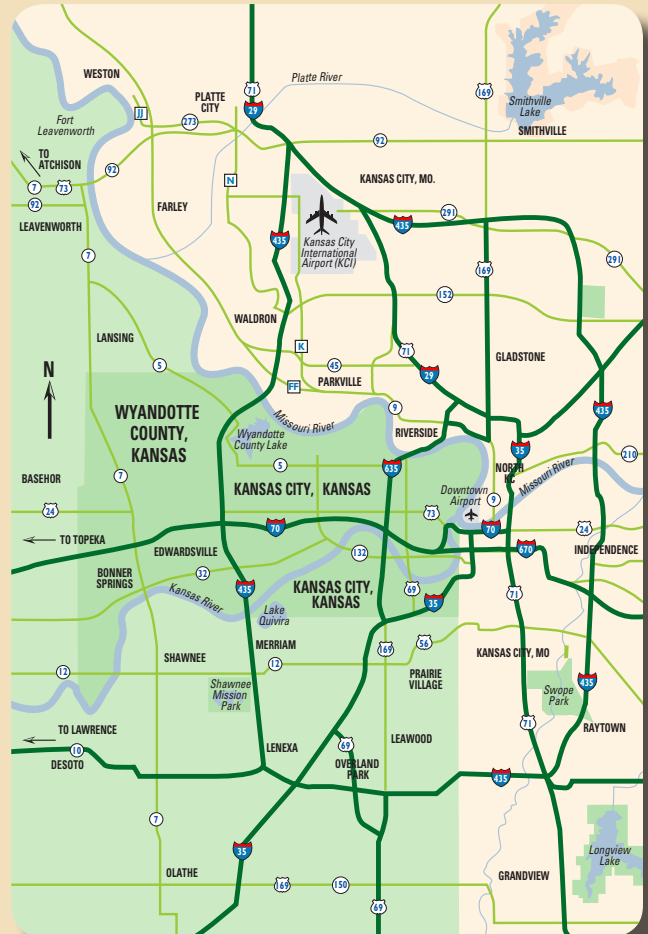 WESTON
71
Platte River
169
Smithville
Lake
JJ
PLATTE
CITY
29
Fort
Leavenworth
273
SMITHVILLE
92
TO
ATCHISON
92
7
73
N
KANSAS CITY, MO.
92
FARLEY
291
LEAVENWORTH
435
435
Kansas City
International
Airport (KCI)
7
291
169
152
WALDRON
LANSING
K
71
GLADSTONE
5
45
29
N
FF
PARKVILLE
WYANDOTTE
COUNTY,
KANSAS
9
435
Missouri River
RIVERSIDE
Wyandotte
County Lake
35
210
5
635
NORTH
KC
Missouri River
BASEHOR
7
KANSAS CITY, KANSAS
Downtown
Airport
9
24
73
70
70
24
TO TOPEKA
EDWARDSVILLE
132
670
INDEPENDENCE
BONNER
SPRINGS
32
435
KANSAS CITY,
KANSAS
69
35
71
Kansas River
Lake
Quivira
MERRIAM
169
56
KANSAS CITY, MO
12
SHAWNEE
12
PRAIRIE
VILLAGE
435
Shawnee
Mission
Park
Swope
Park
TO LAWRENCE
71
RAYTOWN
10
LENEXA
69
LEAWOOD
DESOTO
OVERLAND
PARK
435
7
35
Longview
Lake
OLATHE
169
150
GRANDVIEW
69